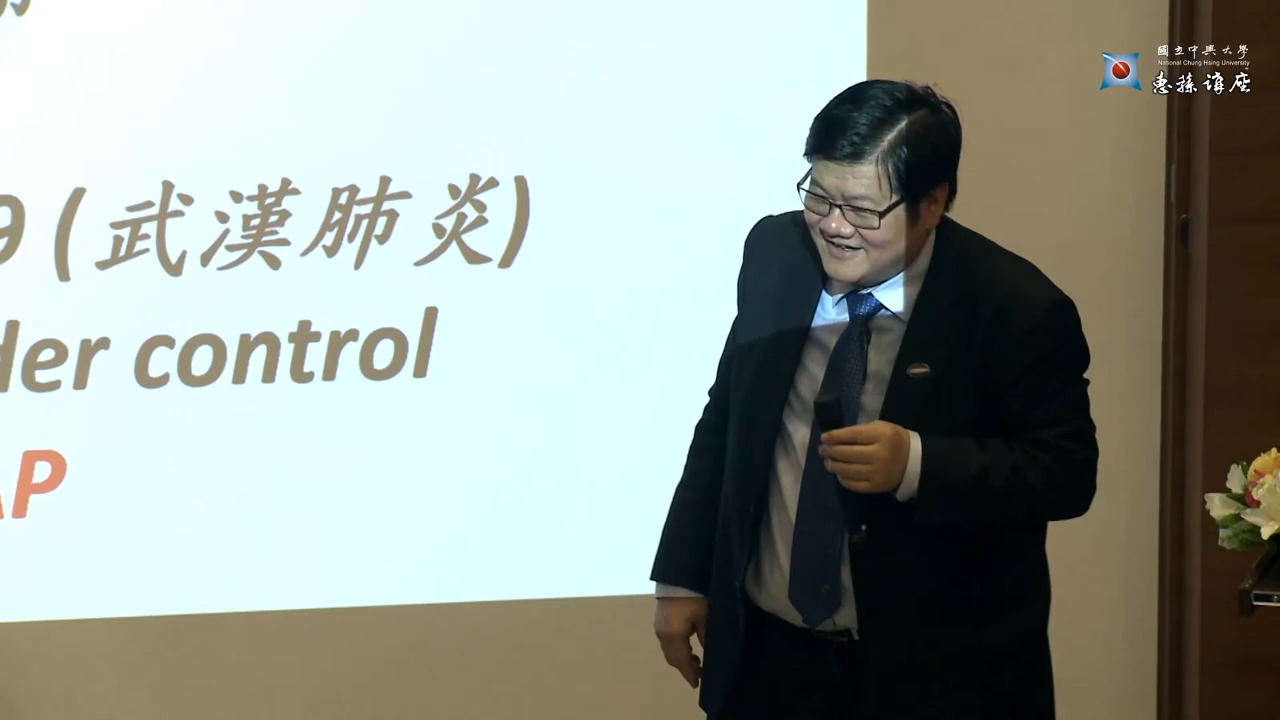 9 (武漢肺炎)
der control
AP
國立中興大學
National Chung Hsing University
惠蓀講座